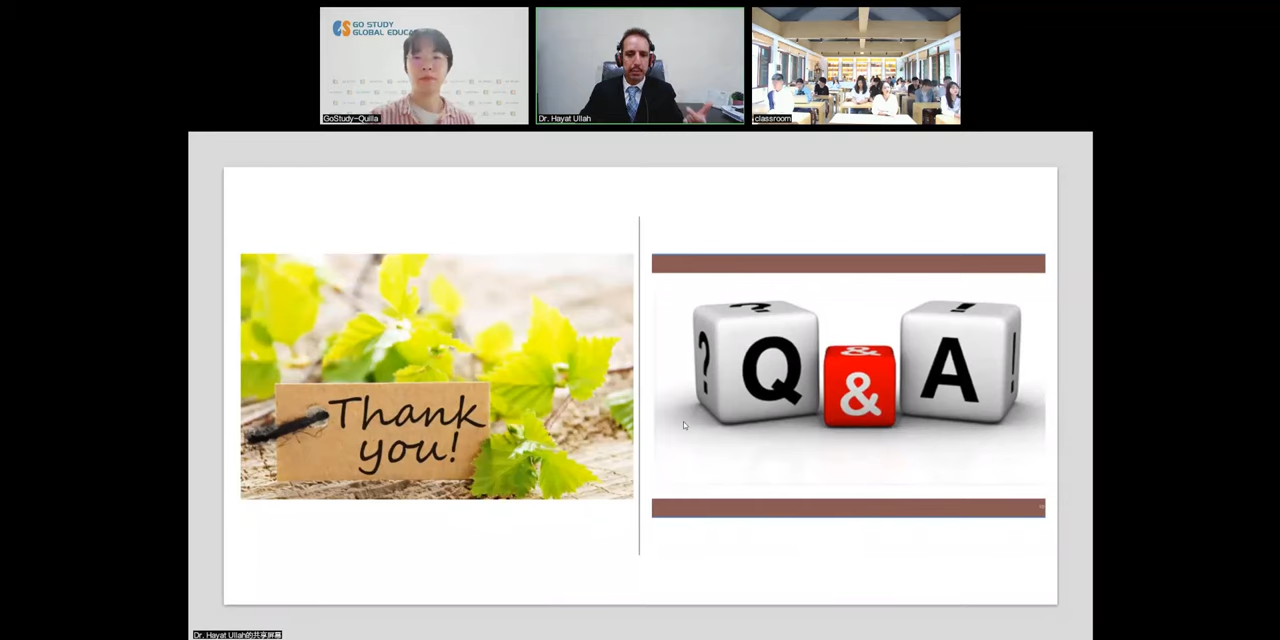 GO STUDY
GLOBAL EDUCA
GoStudy-Quilla
Dr. Hayat Ullah
classroom
Thank
you!
? Q & A !
? & !
Dr. Hayat Ullah的共享屏幕